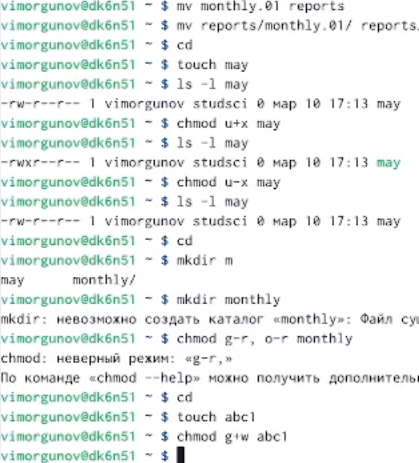 vimorgunov@dk6n51 ~ $ mv monthly.01 reports
vimorgunov@dk6n51 ~ $ mv reports/monthly.01/ reports
vimorgunov@dk6n51 ~ $ cd
vimorgunov@dk6n51 ~ $ touch may
vimorgunov@dk6n51 ~ $ ls -l may
-rw-r--r-- 1 vimorgunov studsci 0 мар 10 17:13 may
vimorgunov@dk6n51 ~ $ chmod u+x may
vimorgunov@dk6n51 ~ $ ls -l may
-rwxr--r-- 1 vimorgunov studsci 0 мар 10 17:13 may
vimorgunov@dk6n51 ~ $ chmod u-x may
vimorgunov@dk6n51 ~ $ ls -l may
-rw-r--r-- 1 vimorgunov studsci 0 мар 10 17:13 may
vimorgunov@dk6n51 ~ $ cd
vimorgunov@dk6n51 ~ $ mkdir m
may monthly/
vimorgunov@dk6n51 ~ $ mkdir monthly
mkdir: невозможно создать каталог «monthly»: Файл су
vimorgunov@dk6n51 ~ $ chmod g-r, o-r monthly
chmod: неверный режим: «g-r,»
По команде «chmod --help» можно получить дополнитель
vimorgunov@dk6n51 ~ $ cd
vimorgunov@dk6n51 ~ $ touch abc1
vimorgunov@dk6n51 ~ $ chmod g+w abc1
vimorgunov@dk6n51 ~ $